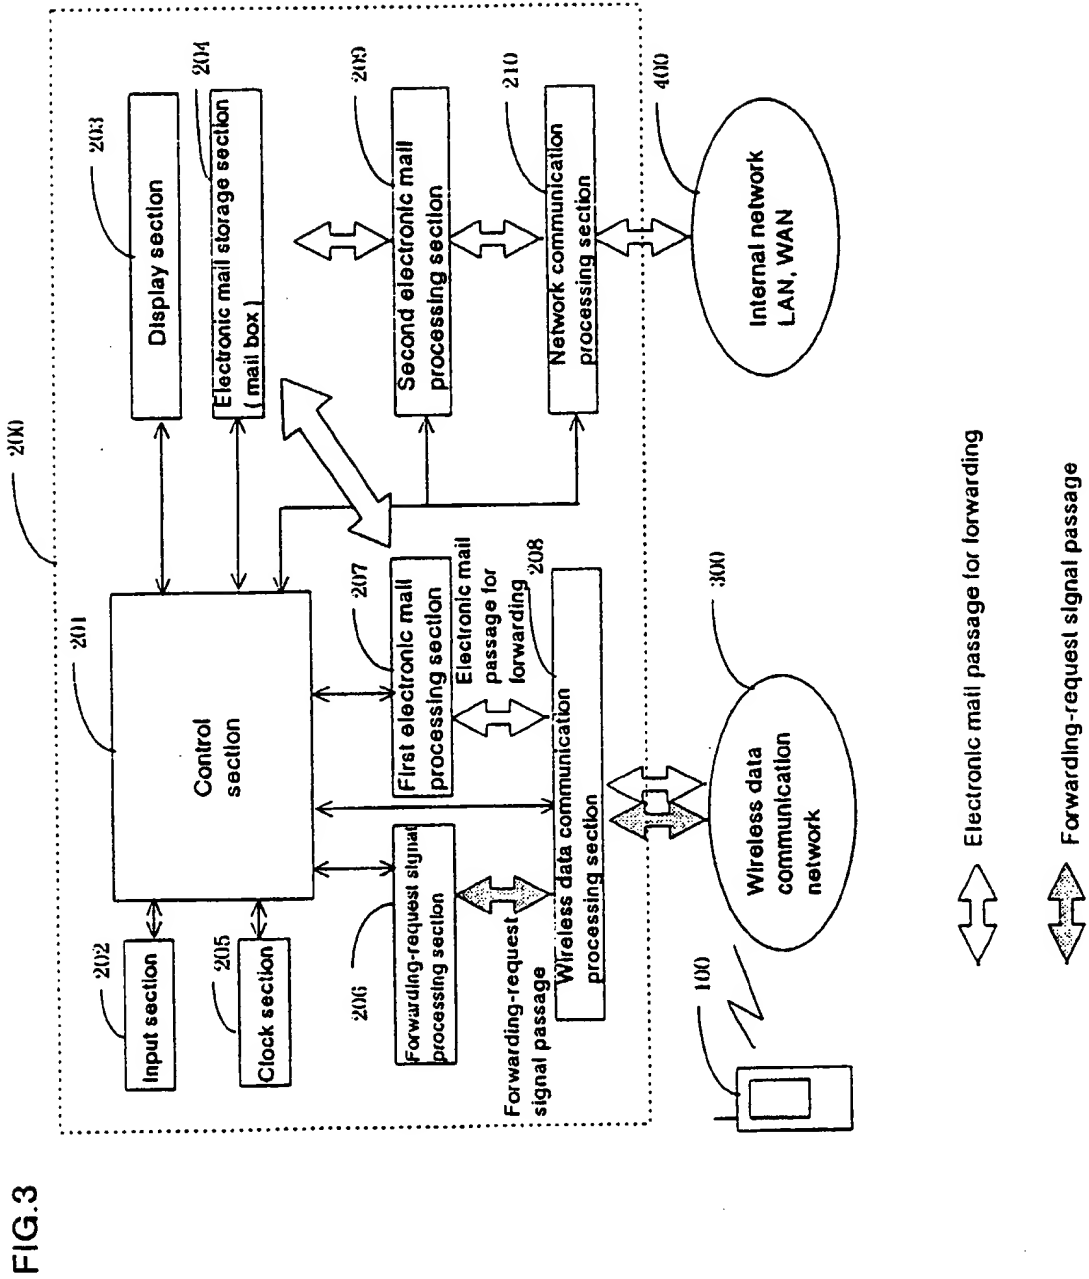 FIG.3
200
201
Control
section
202
Input section
205
Clock section
203
Display section
204
Electronic mail storage section
( mail box )
206
Forwarding-request signal
processing section
207
First electronic mail
processing section
209
Second electronic mail
processing section
Forwarding-request
signal passage
Electronic mail
passage for
forwarding
208
Wireless data communication
processing section
210
Network communication
processing section
100
300
Wireless data
communication
network
400
Internal network
LAN, WAN
Electronic mail passage for forwarding
Forwarding-request signal passage